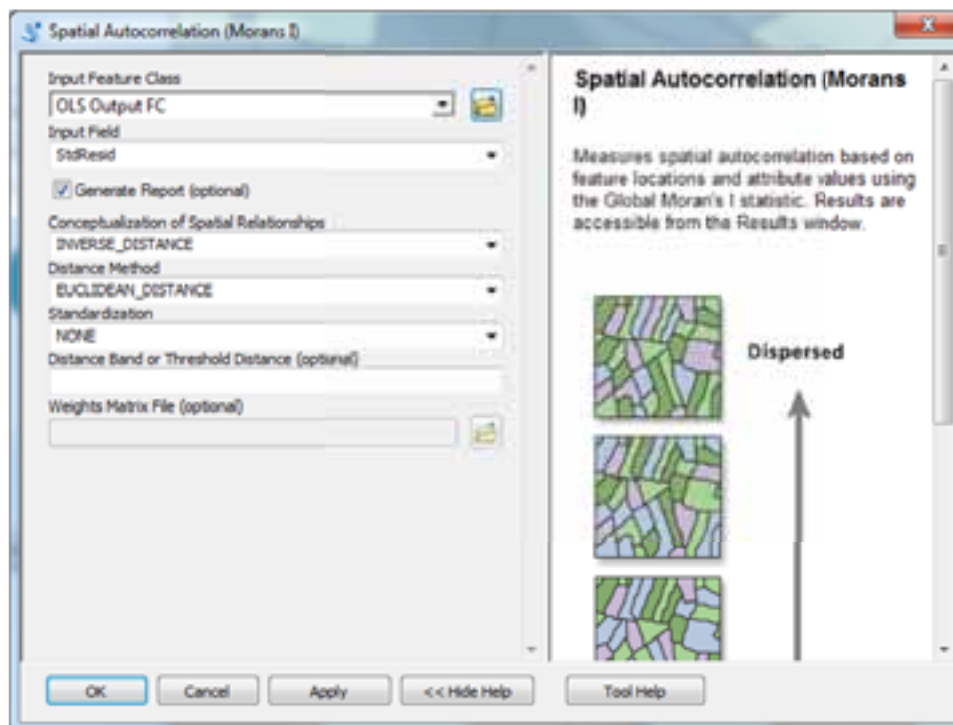 Spatial Autocorrelation (Morans I)
Input Feature Class
OLS Output FC
Input Field
StdResid
Generate Report (optional)
Conceptualization of Spatial Relationships
INVERSE_DISTANCE
Distance Method
EUCLIDEAN_DISTANCE
Standardization
NONE
Distance Band or Threshold Distance (optional)
Weights Matrix File (optional)
Spatial Autocorrelation (Morans
I)
Measures spatial autocorrelation based on
feature locations and attribute values using
the Global Moran's I statistic. Results are
accessible from the Results window.
Dispersed
OK
Cancel
Apply
<< Hide Help
Tool Help